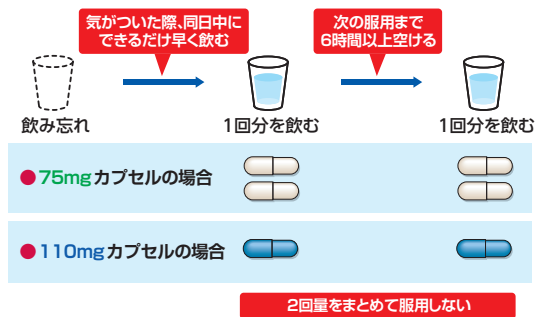 気がついた際、同日中に
できるだけ早く飲む
次の服用まで
6時間以上空ける
飲み忘れ
1回分を飲む
1回分を飲む
●75mgカプセルの場合
●110mgカプセルの場合
2回量をまとめて服用しない